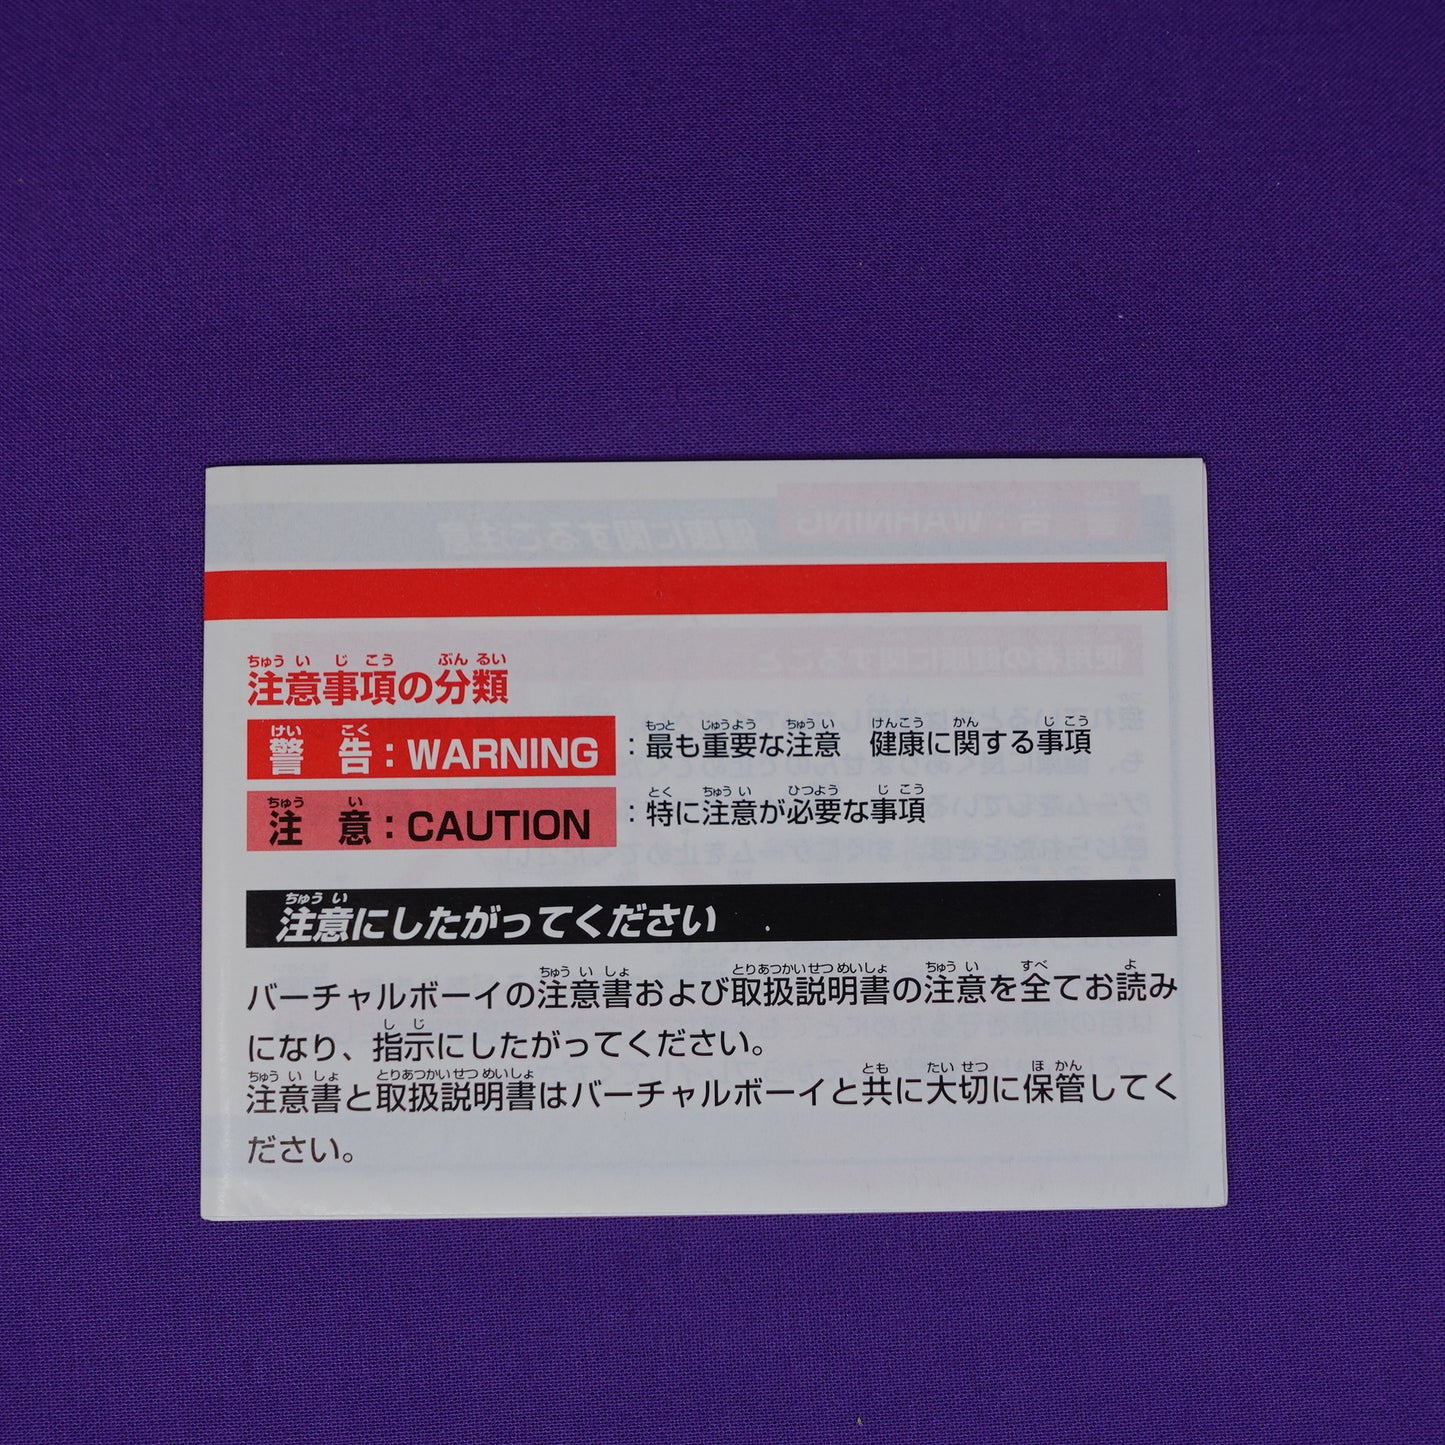 注意事項の分類
警告：WARNING：最も重要な注意　健康に関する事項
注意：CAUTION：特に注意が必要な事項
注意にしたがってください
バーチャルボーイの注意書および取扱説明書の注意を全てお読み
になり、指示にしたがってください。
注意書と取扱説明書はバーチャルボーイと共に大切に保管してく
ださい。